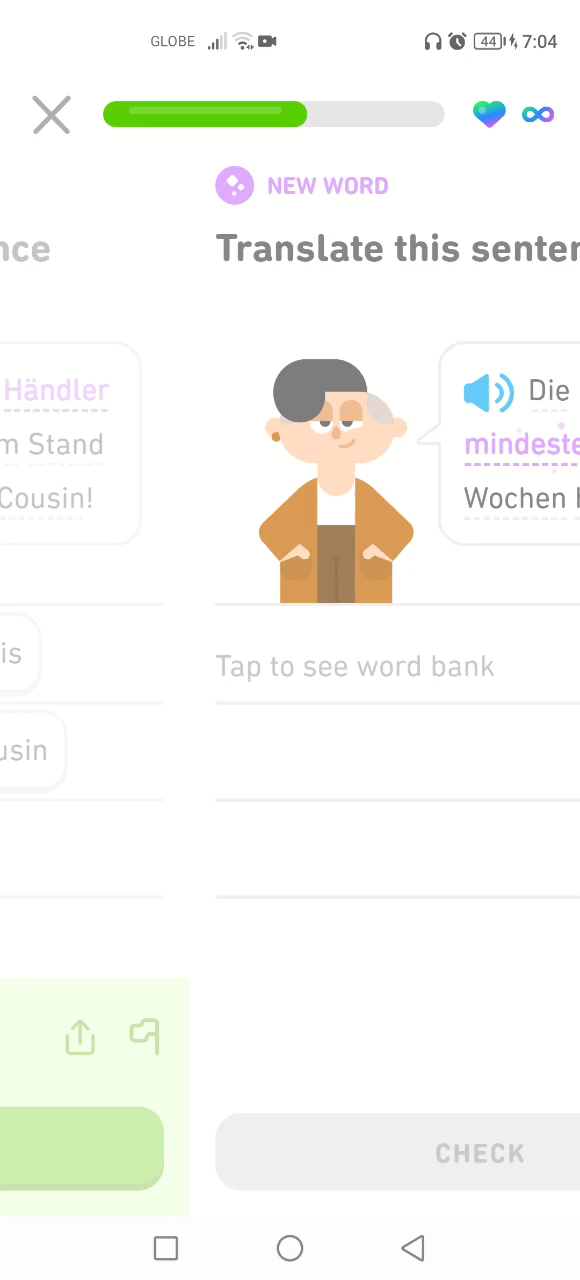 GLOBE
44 7:04
NEW WORD
nce
Translate this senten
Händler
m Stand
Cousin!
Die
mindeste
Wochen
is
usin
Tap to see word bank
CHECK